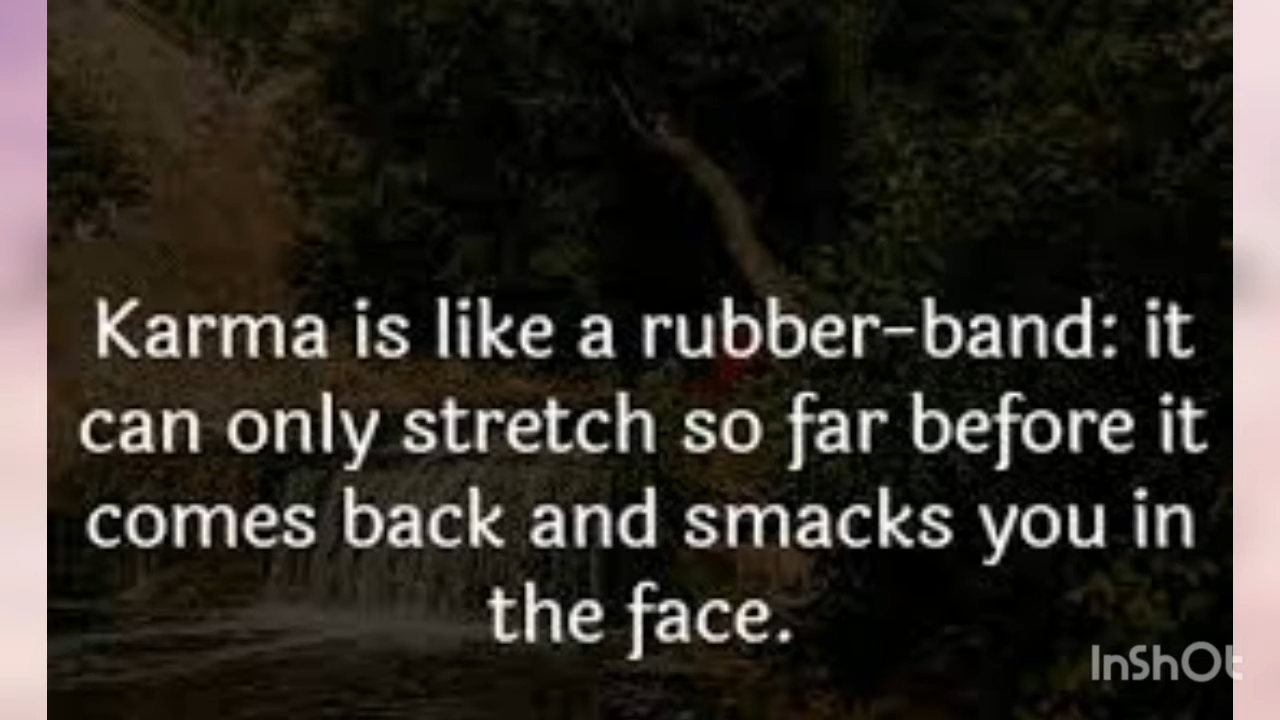 Karma is like a rubber-band: it
can only stretch so far before it
comes back and smacks you in
the face.
InShOt